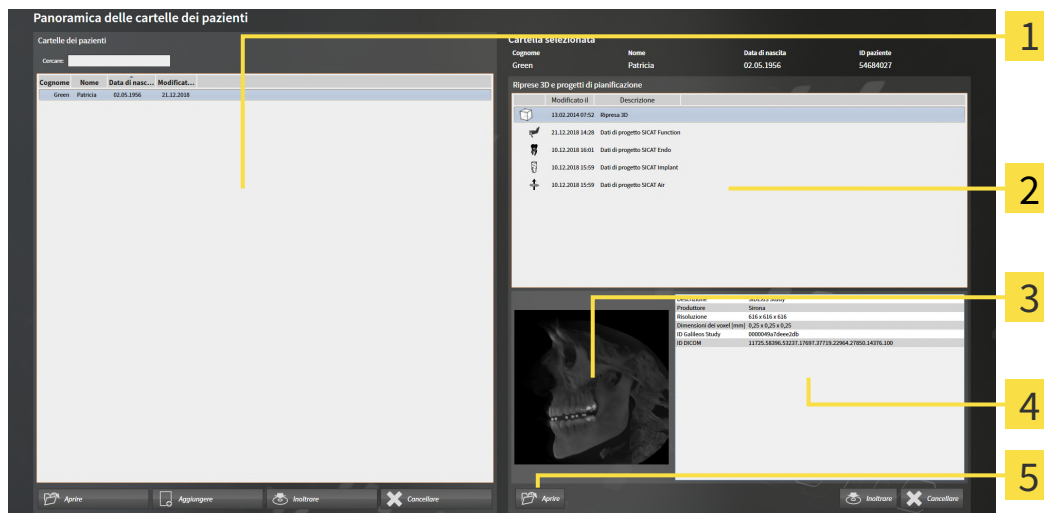 Panoramica delle cartelle dei pazienti
1
Cartelle dei pazienti
Cercare:
Cognome Nome Data di nasc... Modificat...
Green Patricia 02.05.1956 21.12.2018
Aprire Aggiungere Inoltrare Cancellare
Cartella selezionata
Cognome Nome Data di nascita ID paziente
Green Patricia 02.05.1956 54684027
Riprese 3D e progetti di pianificazione
Modificato il Descrizione
13.02.2014 07:52 Ripresa 3D
21.12.2018 14:28 Dati di progetto SICAT Function
10.12.2018 16:01 Dati di progetto SICAT Endo
10.12.2018 15:59 Dati di progetto SICAT Implant
10.12.2018 15:59 Dati di progetto SICAT Air
2
3
Descrizione SIDEXIS Study
Produttore Sirona
Risoluzione 616 x 616 x 616
Dimensioni dei voxel [mm] 0,25 x 0,25 x 0,25
ID Galileos Study 0000049a7deee2db
ID DICOM 11725.58396.53237.17697.37719.22964.27850.14376.100
4
5
Aprire Inoltrare Cancellare